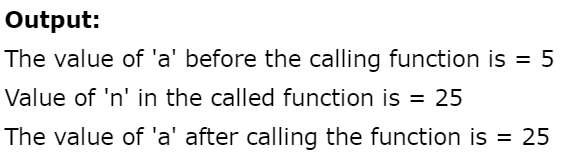 Output:
The value of 'a' before the calling function is = 5
Value of 'n' in the called function is = 25
The value of 'a' after calling the function is = 25